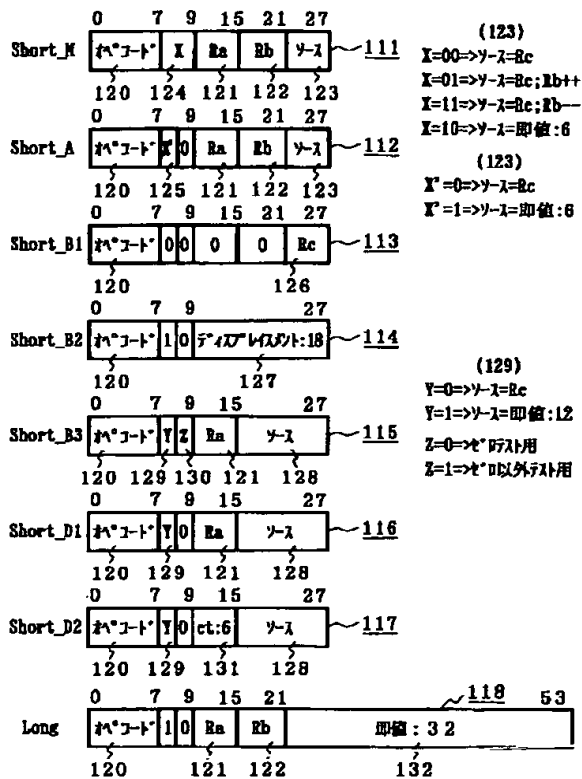 0 7 9 15 21 27
Short_M オペコード X Ra Rb ソース 111
120 124 121 122 123
(123)
X=00=>ソース=Rc
X=01=>ソース=Rc;Rb++
X=11=>ソース=Rc;Rb--
X=10=>ソース=即値:6
0 7 9 15 21 27
Short_A オペコード X' 0 Ra Rb ソース 112
120 125 121 122 123
(123)
X'=0=>ソース=Rc
X'=1=>ソース=即値:6
0 7 9 15 21 27
Short_B1 オペコード 0 0 0 0 Rc 113
120 126
0 7 9 27
Short_B2 オペコード 1 0 ディスプレイスメント:18 114
120 127
0 7 9 15 27
Short_B3 オペコード Y Z Ra ソース 115
120 129 130 121 128
(129)
Y=0=>ソース=Rc
Y=1=>ソース=即値:12
Z=0=>ゼロテスト用
Z=1=>ゼロ以外テスト用
0 7 9 15 27
Short_D1 オペコード Y 0 Ra ソース 116
120 129 121 128
0 7 9 15 27
Short_D2 オペコード Y 0 ct:6 ソース 117
120 129 131 128
0 7 9 15 21 118 53
Long オペコード 1 0 Ra Rb 即値:32
120 121 122 132